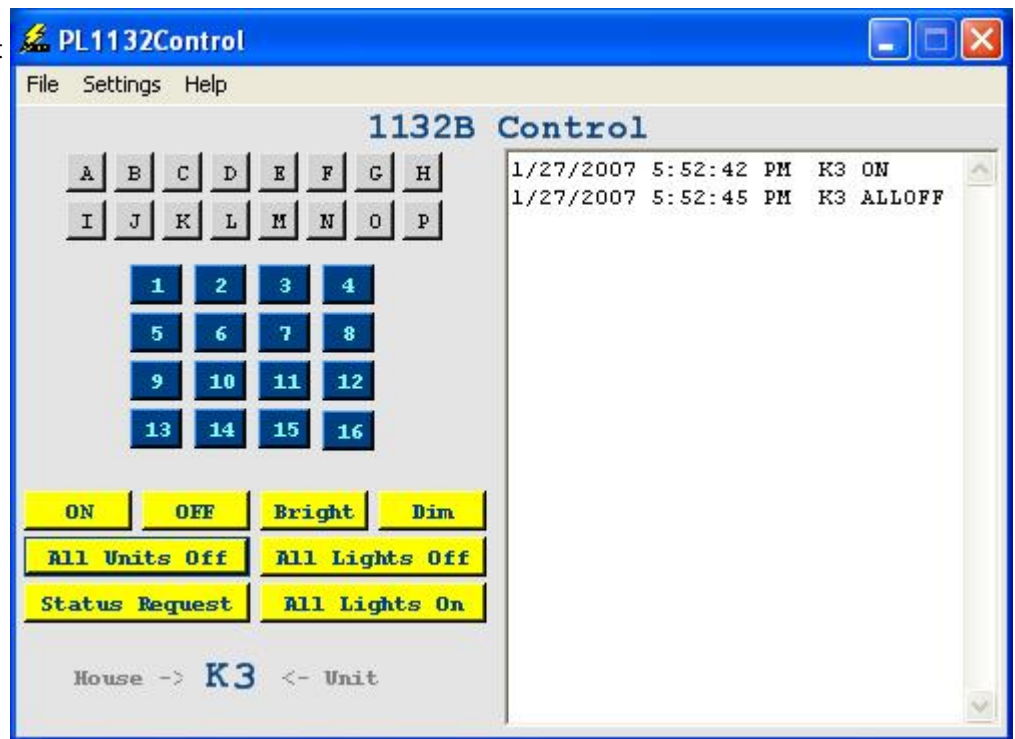 PL1132Control
File Settings Help
1132B Control
A B C D E F G H
I J K L M N O P
1 2 3 4
5 6 7 8
9 10 11 12
13 14 15 16
ON OFF Bright Dim
All Units Off All Lights Off
Status Request All Lights On
House -> K3 <- Unit
1/27/2007 5:52:42 PM K3 ON
1/27/2007 5:52:45 PM K3 ALLOFF